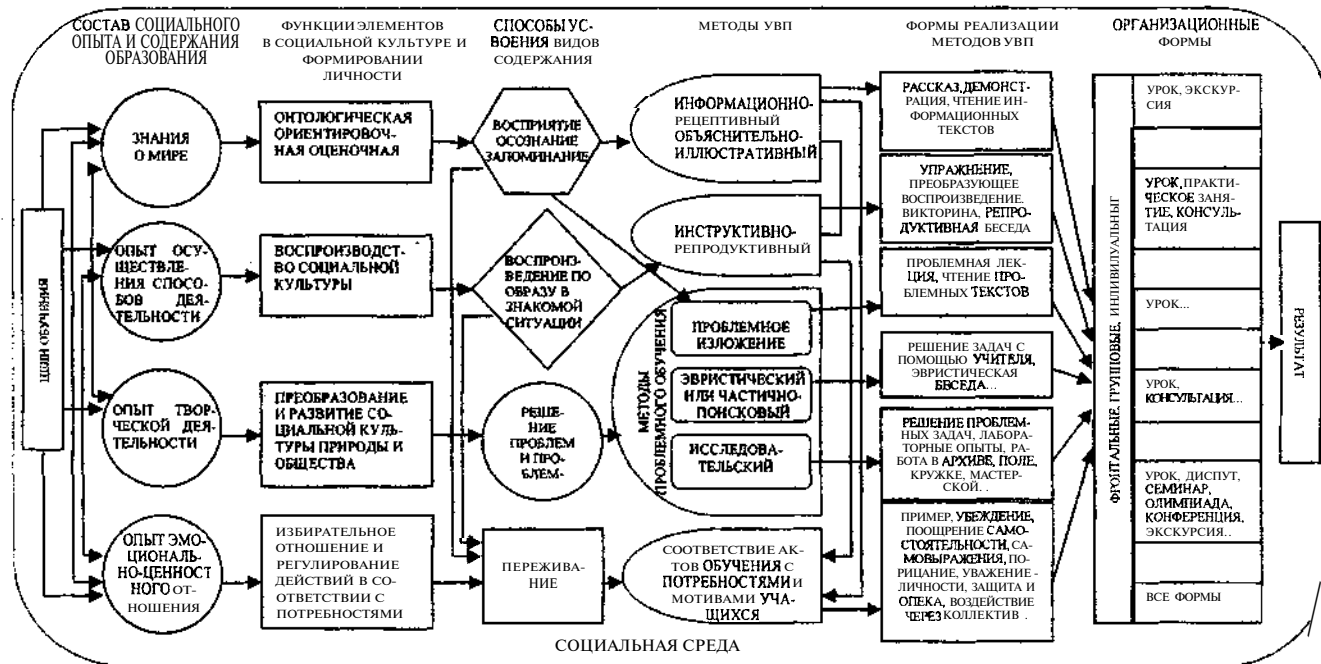 СОСТАВ СОЦИАЛЬНОГО
ОПЫТА И СОДЕРЖАНИЯ
ОБРАЗОВАНИЯ
ФУНКЦИИ ЭЛЕМЕНТОВ
В СОЦИАЛЬНОЙ КУЛЬТУРЕ И
ФОРМИРОВАНИИ
ЛИЧНОСТИ
СПОСОБЫ УС-
ВОЕНИЯ ВИДОВ
СОДЕРЖАНИЯ
МЕТОДЫ УВП
ФОРМЫ РЕАЛИЗАЦИИ
МЕТОДОВ УВП
ОРГАНИЗАЦИОННЫЕ
ФОРМЫ
ЦЕЛИ ОБУЧЕНИЯ
ЗНАНИЯ
О МИРЕ
ОНТОЛОГИЧЕСКАЯ
ОРИЕНТИРОВОЧ-
НАЯ ОЦЕНОЧНАЯ
ВОСПРИЯТИЕ
ОСОЗНАНИЕ
ЗАПОМИНАНИЕ
ИНФОРМАЦИОННО-
РЕЦЕПТИВНЫЙ
ОБЪЯСНИТЕЛЬНО-
ИЛЛЮСТРАТИВНЫЙ
РАССКАЗ, ДЕМОНСТ-
РАЦИЯ, ЧТЕНИЕ ИН-
ФОРМАЦИОННЫХ
ТЕКСТОВ
ОПЫТ ОСУ-
ЩЕСТВЛЕ-
НИЯ СПОСО-
БОВ ДЕЯ-
ТЕЛЬНОСТИ
ВОСПРОИЗВОДСТ-
ВО СОЦИАЛЬНОЙ
КУЛЬТУРЫ
ВОСПРОИЗ-
ВЕДЕНИЕ ПО
ОБРАЗУ В
ЗНАКОМОЙ
СИТУАЦИИ
ИНСТРУКТИВНО-
РЕПРОДУКТИВНЫЙ
УПРАЖНЕНИЕ,
ПРЕОБРАЗУЮЩЕЕ
ВОСПРОИЗВЕДЕНИЕ.
ВИКТОРИНА, РЕПРО-
ДУКТИВНАЯ БЕСЕДА
ОПЫТ ТВОР-
ЧЕСКОЙ ДЕЯ-
ТЕЛЬНОСТИ
ПРЕОБРАЗОВАНИЕ
И РАЗВИТИЕ СО-
ЦИАЛЬНОЙ КУЛЬ-
ТУРЫ ПРИРОДЫ И
ОБЩЕСТВА
РЕШЕ-
НИЕ
ПРОБЛЕМ
И ПРО-
БЛЕМ-
МЕТОДЫ
ПРОБЛЕМНОГО ОБУЧЕНИЯ
ПРОБЛЕМНОЕ
ИЗЛОЖЕНИЕ
ЭВРИСТИЧЕСКИЙ
ИЛИ ЧАСТИЧНО-
ПОИСКОВЫЙ
ИССЛЕДОВА-
ТЕЛЬСКИЙ
ПРОБЛЕМНАЯ ЛЕК-
ЦИЯ, ЧТЕНИЕ ПРО-
БЛЕМНЫХ ТЕКСТОВ
РЕШЕНИЕ ЗАДАЧ С
ПОМОЩЬЮ УЧИТЕЛЯ,
ЭВРИСТИЧЕСКАЯ
БЕСЕДА...
РЕШЕНИЕ ПРОБЛЕМ-
НЫХ ЗАДАЧ, ЛАБОРА-
ТОРНЫЕ ОПЫТЫ, РА-
БОТА В АРХИВЕ, ПОЛЕ,
КРУЖКЕ, МАСТЕР-
СКОЙ. .
ОПЫТ ЭМО-
ЦИОНАЛЬ-
НО-ЦЕННОСТ
НОГО ОТ-
НОШЕНИЯ
ИЗБИРАТЕЛЬНОЕ
ОТНОШЕНИЕ И
РЕГУЛИРОВАНИЕ
ДЕЙСТВИЙ В СО-
ОТВЕТСТВИИ С
ПОТРЕБНОСТЯМИ
ПЕРЕЖИВА-
НИЕ
СООТВЕТСТВИЕ АК-
ТОВ ОБУЧЕНИЯ С
ПОТРЕБНОСТЯМИ И
МОТИВАМИ УЧА-
ЩИХСЯ
ПРИМЕР, УБЕЖДЕНИЕ,
ПООЩРЕНИЕ САМО-
СТОЯТЕЛЬНОСТИ, СА-
МОВЫРАЖЕНИЯ, ПО-
РИЦАНИЕ, УВАЖЕНИЕ -
ЛИЧНОСТИ, ЗАЩИТА И
ОПЕКА, ВОЗДЕЙСТВИЕ
ЧЕРЕЗ КОЛЛЕКТИВ .
ФРОНТАЛЬНЫЕ, ГРУППОВЫЕ, ИНДИВИДУАЛЬНЫЕ
УРОК, ЭКСКУР-
СИЯ
УРОК, ПРАКТИ-
ЧЕСКОЕ ЗАНЯ-
ТИЕ, КОНСУЛЬ-
ТАЦИЯ
УРОК...
УРОК,
КОНСУЛЬТАЦИЯ...
УРОК, ДИСПУТ,
СЕМИНАР,
ОЛИМПИАДА,
КОНФЕРЕНЦИЯ,
ЭКСКУРСИЯ..
ВСЕ ФОРМЫ
РЕЗУЛЬТАТ
СОЦИАЛЬНАЯ СРЕДА